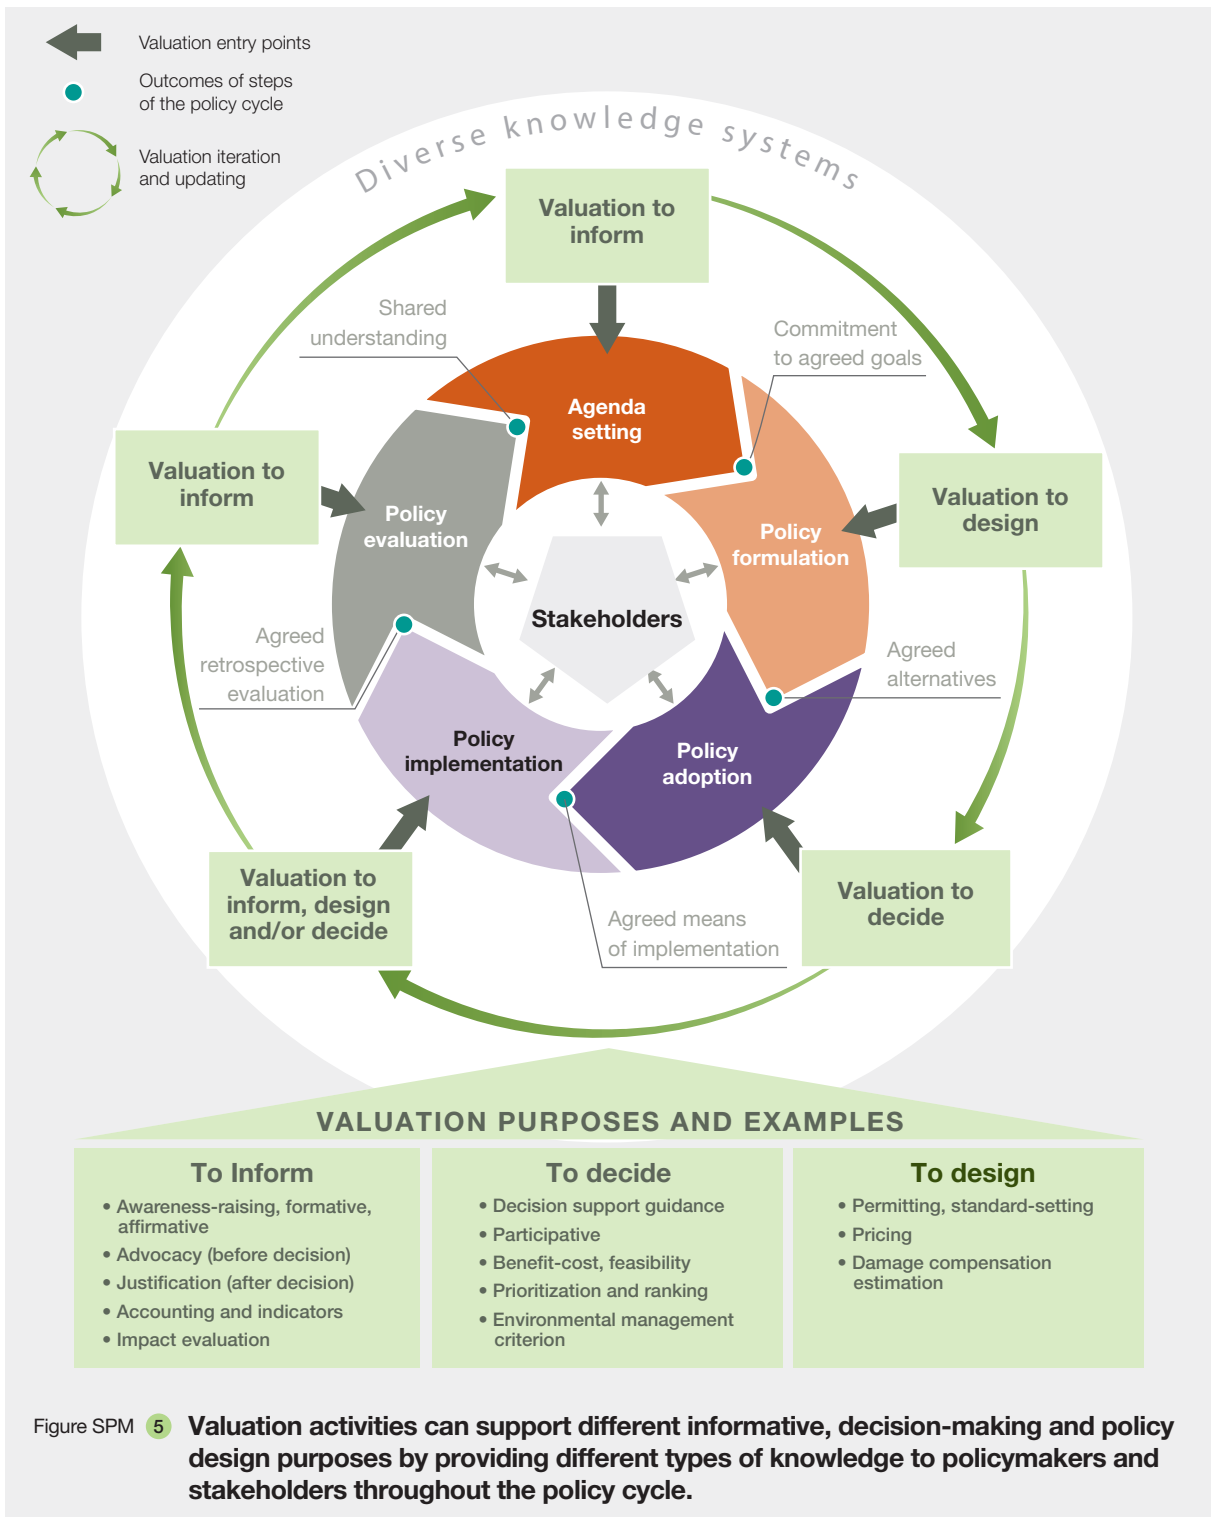 Valuation entry points
Outcomes of steps
of the policy cycle
Valuation iteration
and updating
Diverse knowledge systems
Valuation to
inform
Shared
understanding
Commitment
to agreed goals
Agenda
setting
Valuation to
inform
Policy
evaluation
Policy
formulation
Valuation to
design
Stakeholders
Agreed
retrospective
evaluation
Agreed
alternatives
Policy
implementation
Policy
adoption
Valuation to
inform, design
and/or decide
Agreed means
of implementation
Valuation to
decide
VALUATION PURPOSES AND EXAMPLES
To Inform
• Awareness-raising, formative,
affirmative
• Advocacy (before decision)
• Justification (after decision)
• Accounting and indicators
• Impact evaluation
To decide
• Decision support guidance
• Participative
• Benefit-cost, feasibility
• Prioritization and ranking
• Environmental management
criterion
To design
• Permitting, standard-setting
• Pricing
• Damage compensation
estimation
Figure SPM 5 Valuation activities can support different informative, decision-making and policy
design purposes by providing different types of knowledge to policymakers and
stakeholders throughout the policy cycle.